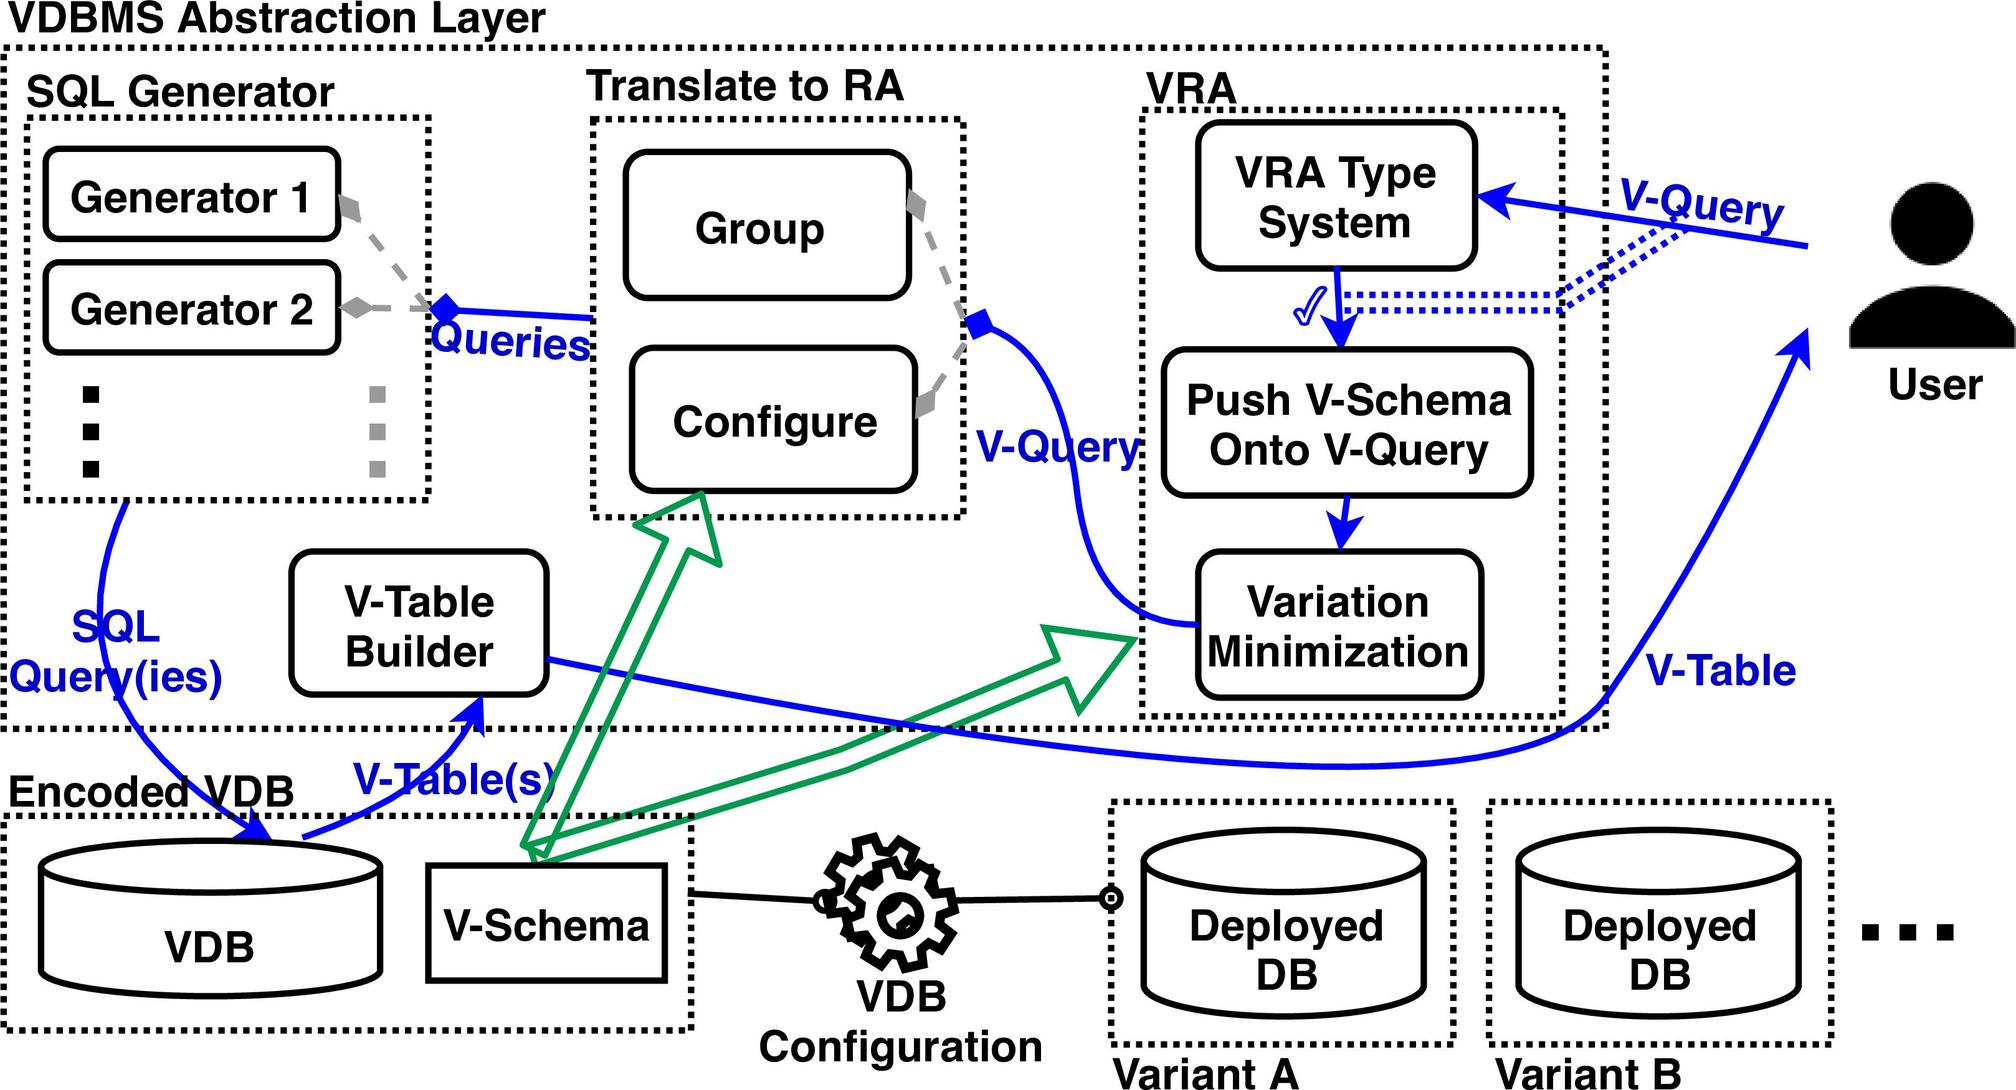 VDBMS Abstraction Layer
SQL Generator
Translate to RA
VRA
Generator 1
Generator 2
Queries
Group
Configure
V-Query
VRA Type
System
Push V-Schema
Onto V-Query
Variation
Minimization
V-Query
User
V-Table
SQL
Query(ies)
V-Table
Builder
V-Table(s)
Encoded VDB
VDB
V-Schema
VDB
Configuration
Deployed
DB
Variant A
Deployed
DB
Variant B